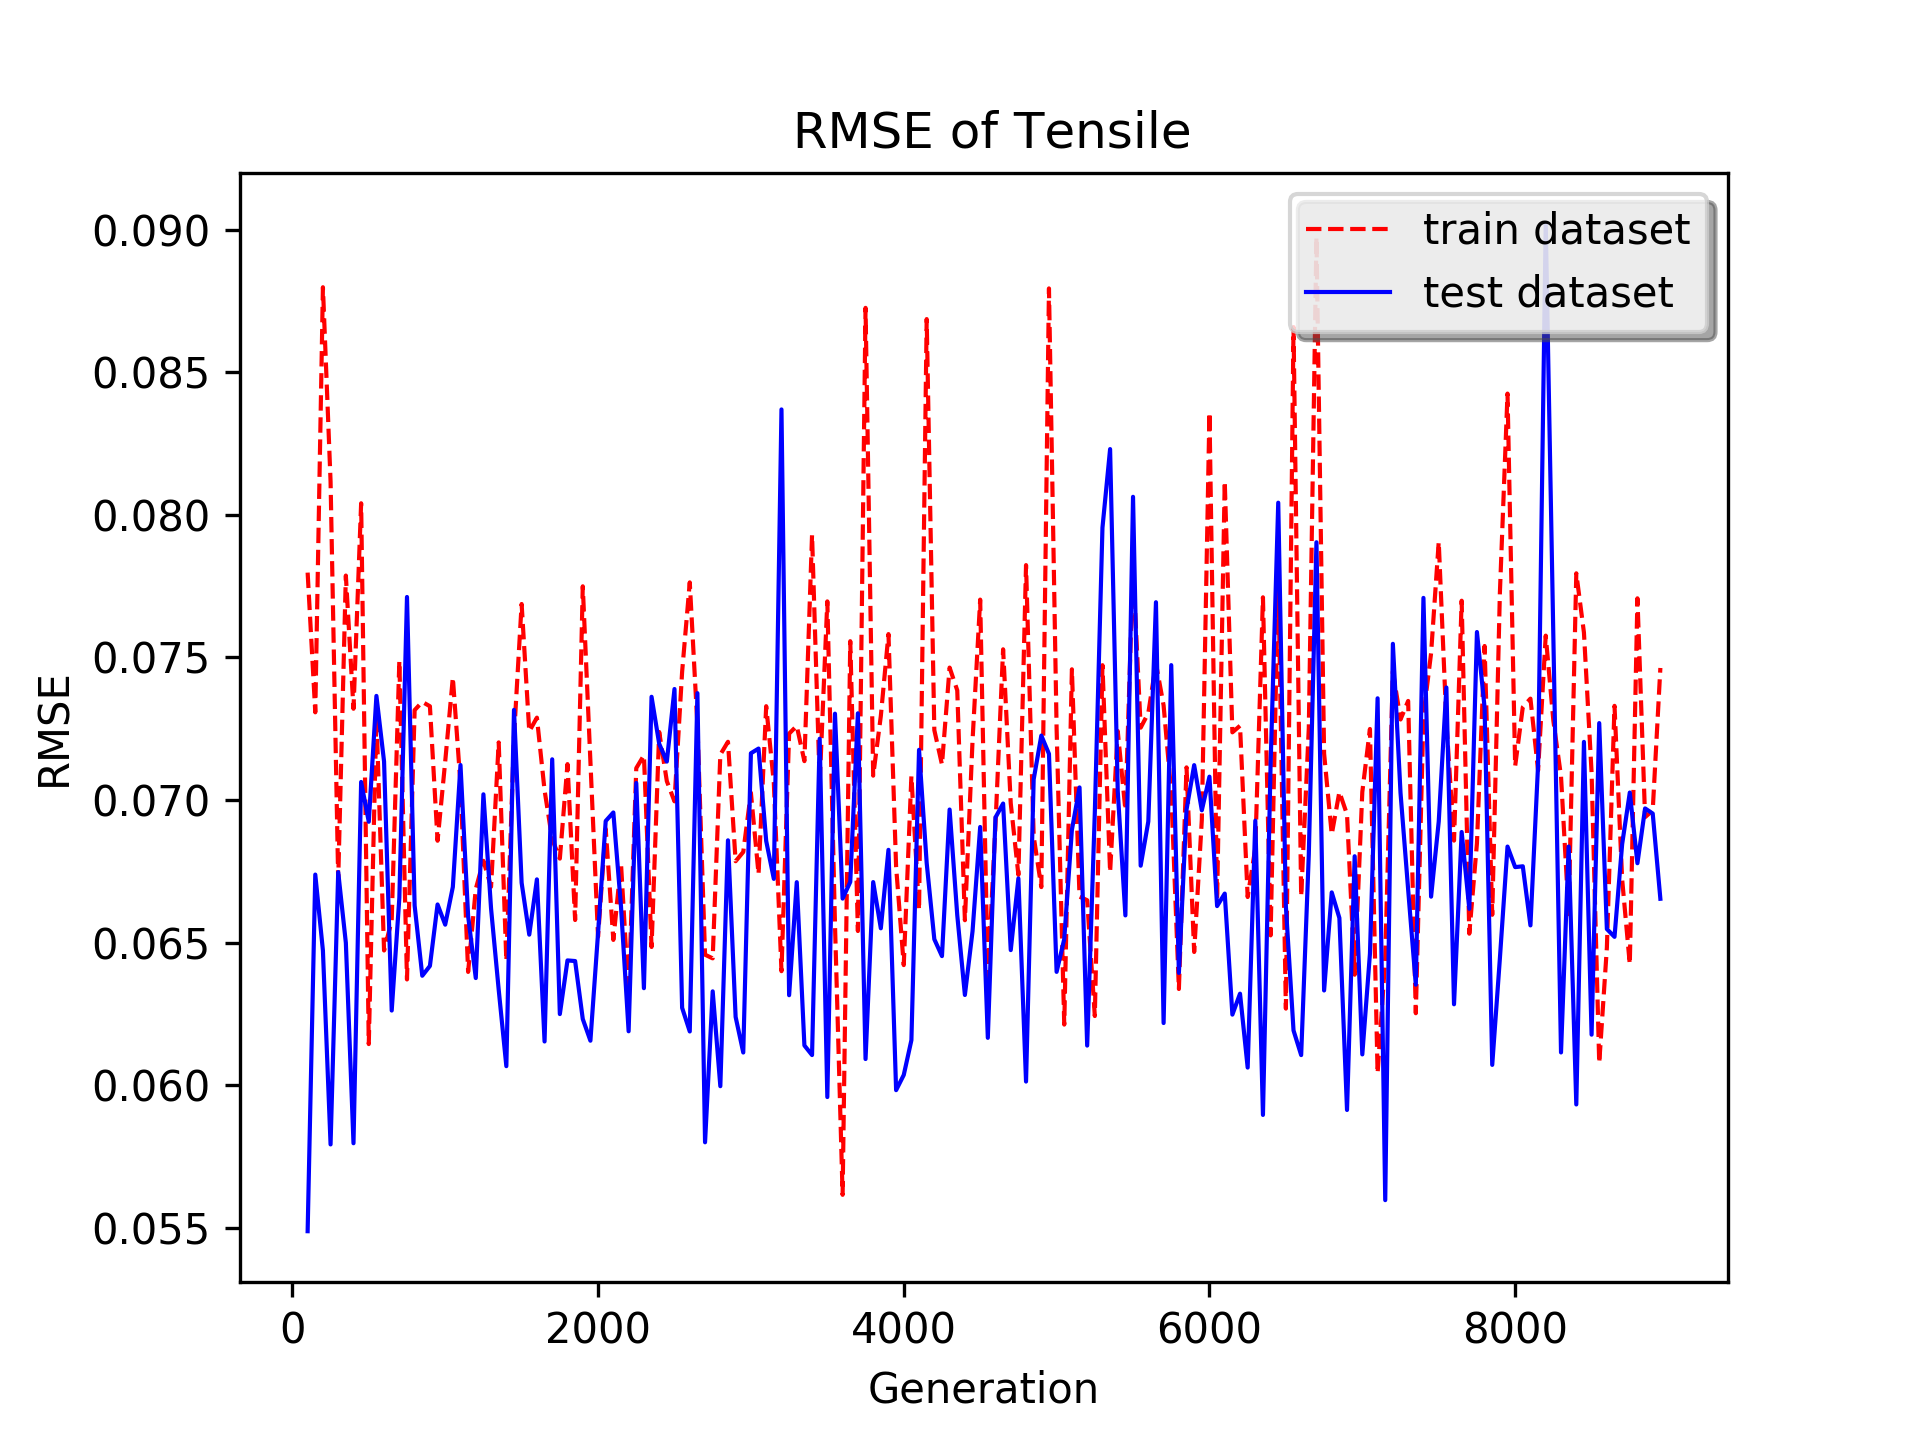 RMSE of Tensile
train dataset
test dataset
0.090
0.085
0.080
0.075
0.070
0.065
0.060
0.055
RMSE
0 2000 4000 6000 8000
Generation